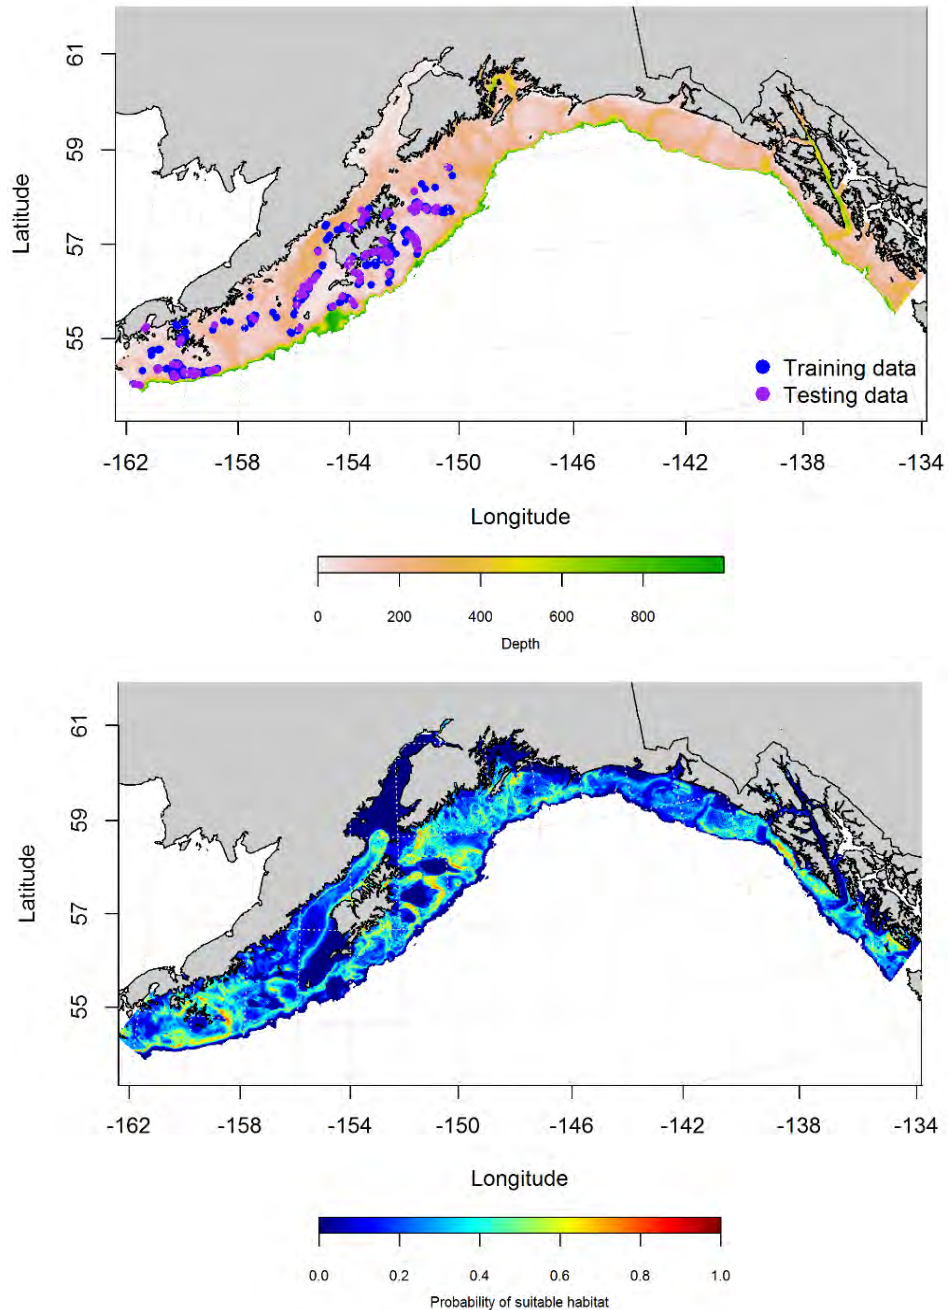 61
59
57
55
Latitude
Training data
Testing data
-162 -158 -154 -150 -146 -142 -138 -134
Longitude
0 200 400 600 800
Depth
61
59
57
55
Latitude
-162 -158 -154 -150 -146 -142 -138 -134
Longitude
0.0 0.2 0.4 0.6 0.8 1.0
Probability of suitable habitat